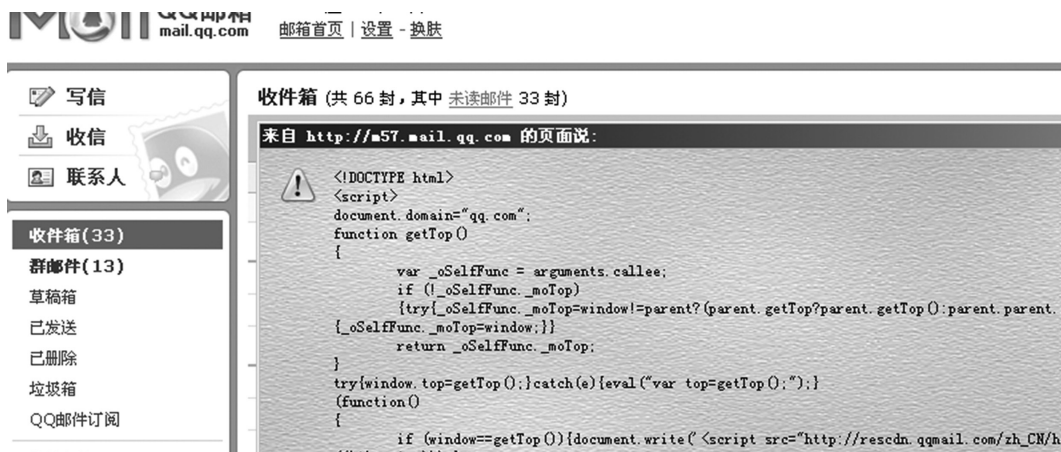 mail.qq.com
邮箱首页 | 设置 - 换肤
写信
收信
联系人
收件箱(33)
群邮件(13)
草稿箱
已发送
已删除
垃圾箱
QQ邮件订阅
收件箱 (共 66 封，其中 未读邮件 33 封)
来自 http://m57.mail.qq.com 的页面说:
<!DOCTYPE html>
<script>
document.domain="qq.com";
function getTop()
{
var _oSelfFunc = arguments.callee;
if (!_oSelfFunc._moTop)
{try{_oSelfFunc._moTop=window!=parent?(parent.getTop?parent.getTop():parent.parent.
{_oSelfFunc._moTop=window;}}
return _oSelfFunc._moTop;
}
try{window.top=getTop();}catch(e){eval("var top=getTop();");}
(function()
{
if (window==getTop()){document.write('<script src="http://rescdn.qqmail.com/zh_CN/h